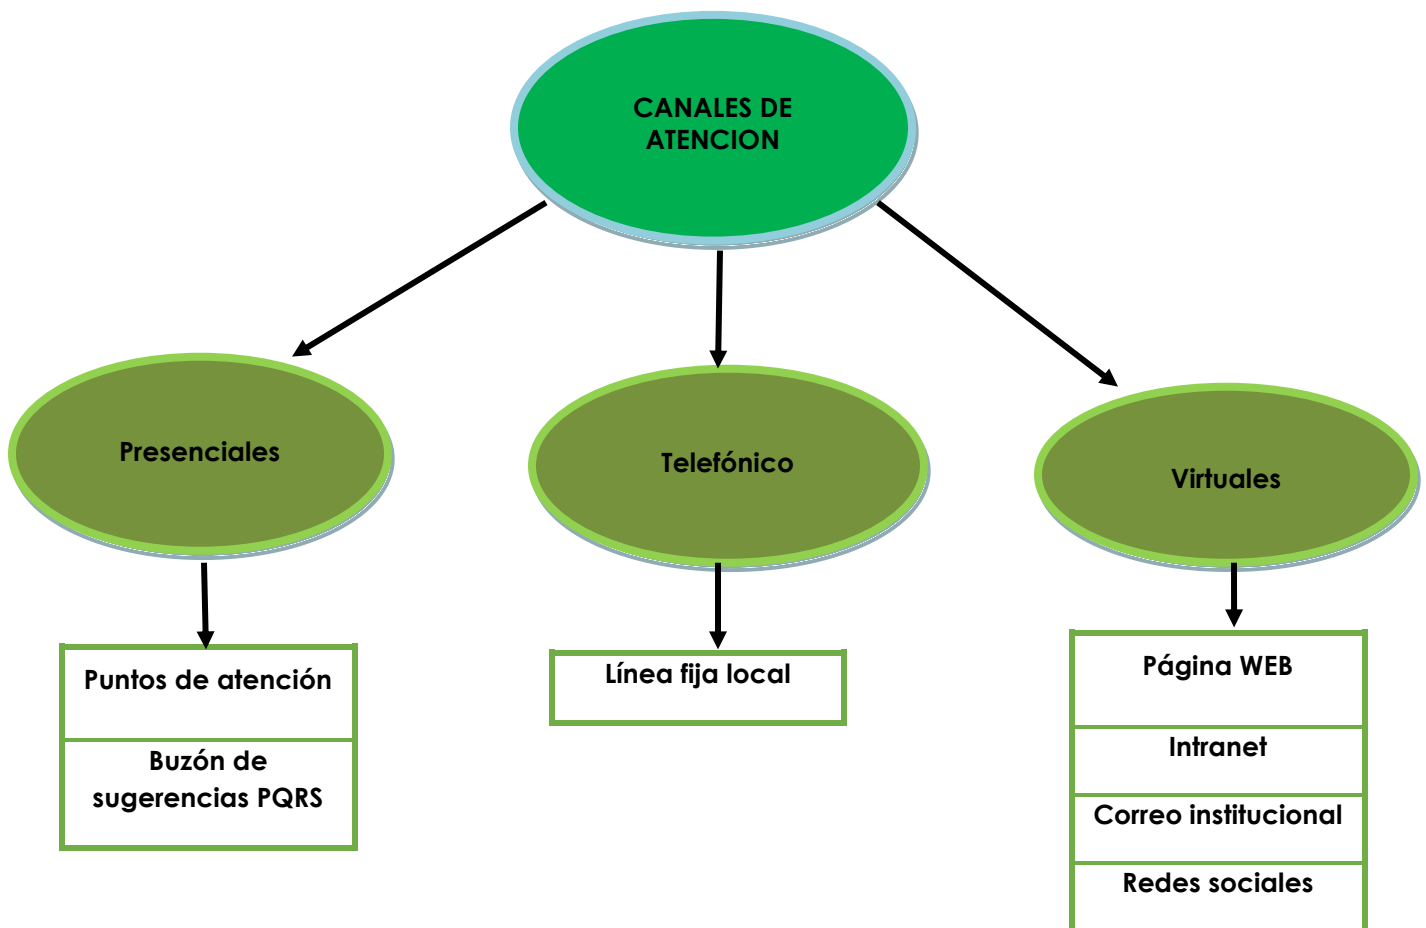 CANALES DE
ATENCION
Presenciales
Telefónico
Virtuales
Puntos de atención
Buzón de
sugerencias PQRS
Línea fija local
Página WEB
Intranet
Correo institucional
Redes sociales